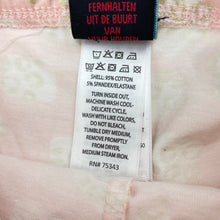 FERNHALTEN
UIT DE BUURT
VAN
SHELL: 95% COTTON
5% SPANDEX/ELASTANE
TURN INSIDE OUT,
MACHINE WASH COLD-
DELICATE CYCLE.
WASH WITH LIKE COLORS,
DO NOT BLEACH,
TUMBLE DRY MEDIUM,
REMOVE PROMPTLY
FROM DRYER,
MEDIUM STEAM IRON.
RN# 75343